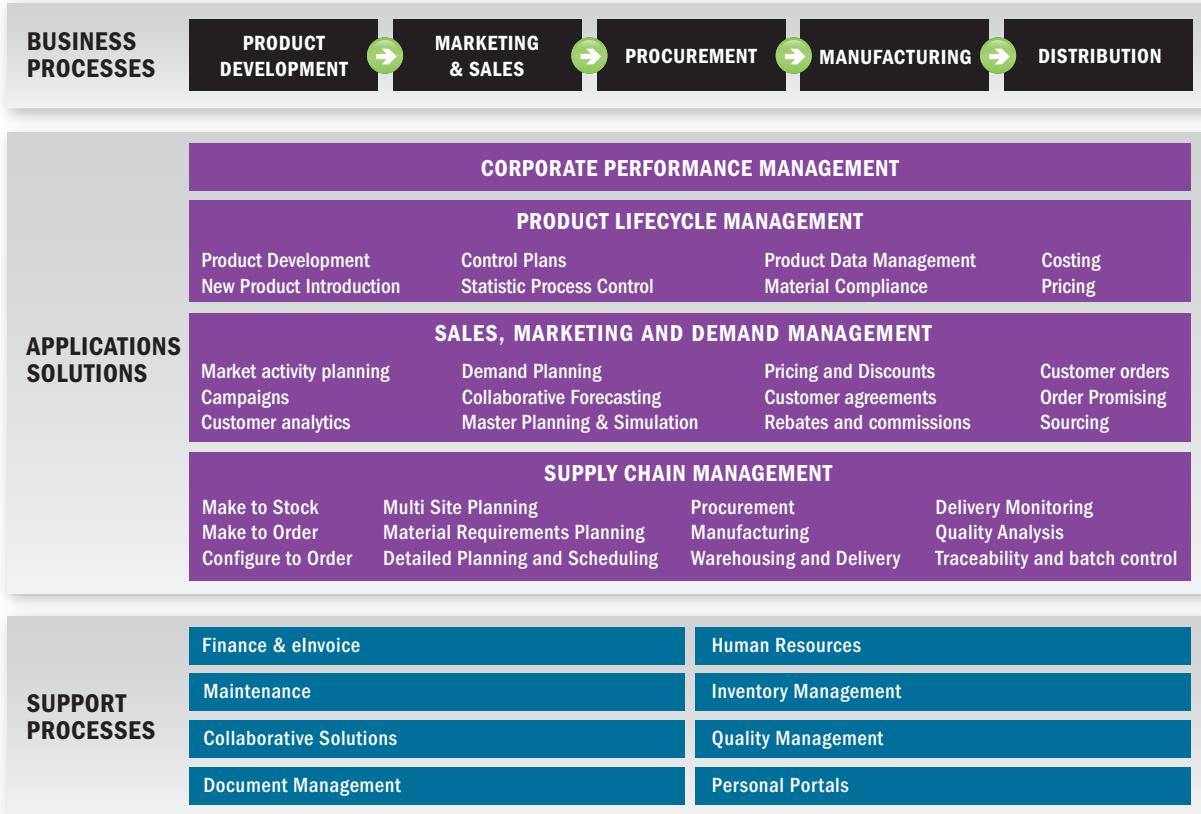 BUSINESS
PROCESSES
PRODUCT
DEVELOPMENT
MARKETING
& SALES
PROCUREMENT
MANUFACTURING
DISTRIBUTION
APPLICATIONS
SOLUTIONS
CORPORATE PERFORMANCE MANAGEMENT
PRODUCT LIFECYCLE MANAGEMENT
Product Development
New Product Introduction
Control Plans
Statistic Process Control
Product Data Management
Material Compliance
Costing
Pricing
SALES, MARKETING AND DEMAND MANAGEMENT
Market activity planning
Campaigns
Customer analytics
Demand Planning
Collaborative Forecasting
Master Planning & Simulation
Pricing and Discounts
Customer agreements
Rebates and commissions
Customer orders
Order Promising
Sourcing
SUPPLY CHAIN MANAGEMENT
Make to Stock
Make to Order
Configure to Order
Multi Site Planning
Material Requirements Planning
Detailed Planning and Scheduling
Procurement
Manufacturing
Warehousing and Delivery
Delivery Monitoring
Quality Analysis
Traceability and batch control
SUPPORT
PROCESSES
Finance & eInvoice
Maintenance
Collaborative Solutions
Document Management
Human Resources
Inventory Management
Quality Management
Personal Portals